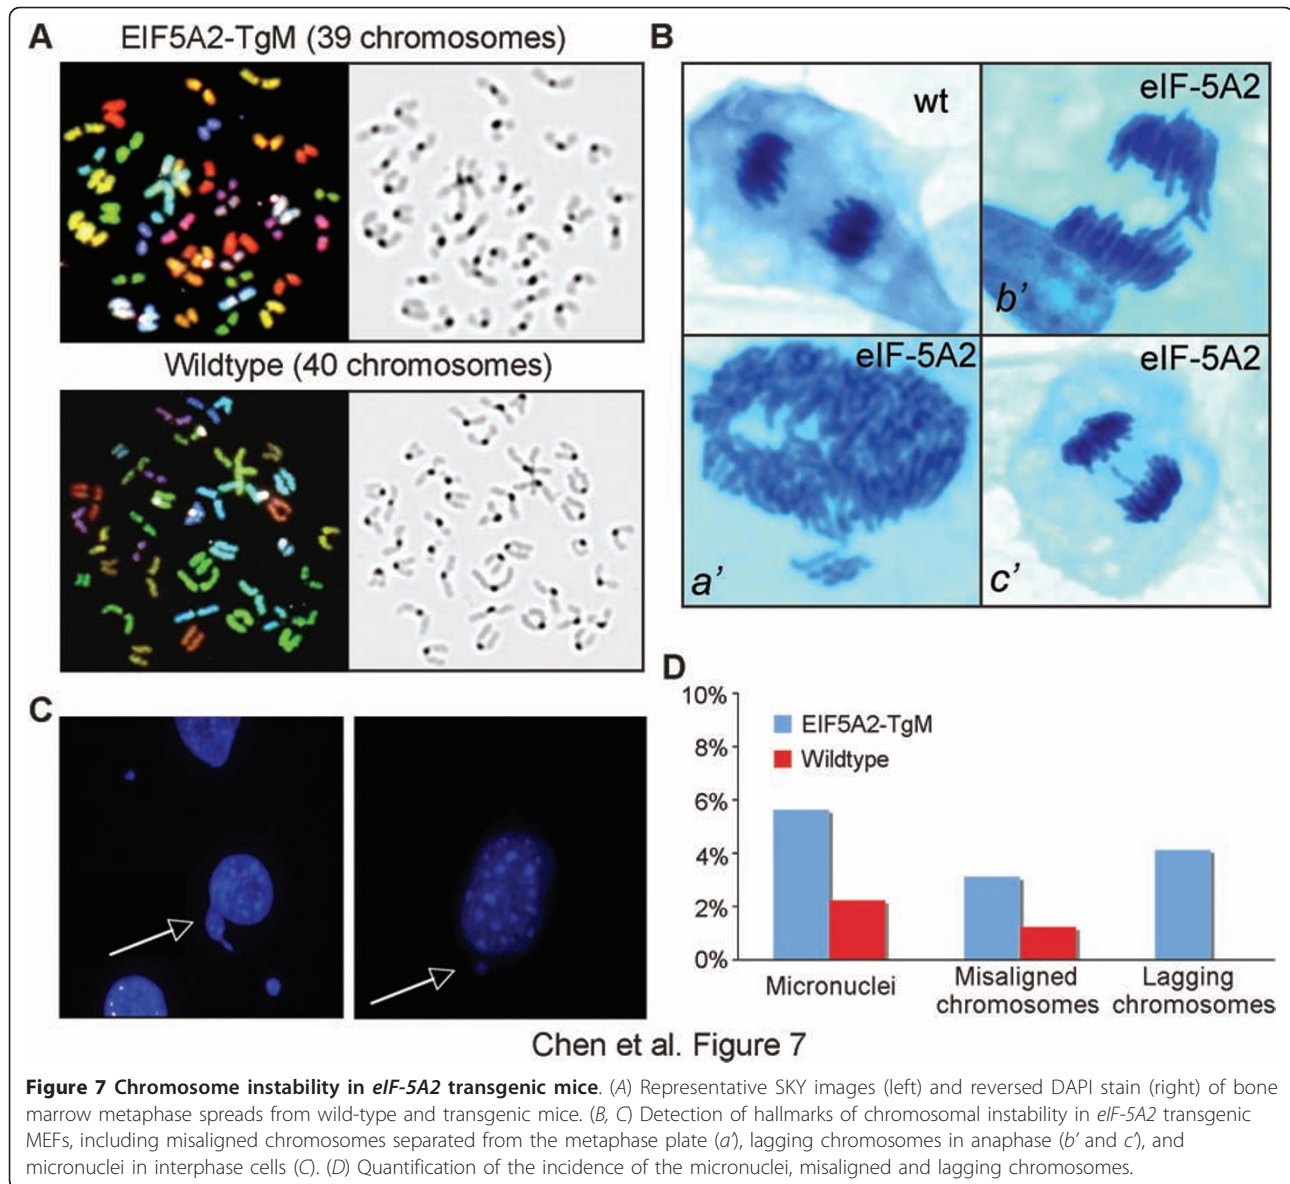 A
EIF5A2-TgM (39 chromosomes)
Wildtype (40 chromosomes)
B
wt
eIF-5A2
b’
eIF-5A2
a’
eIF-5A2
c’
C
D
10%
8%
6%
4%
2%
0%
EIF5A2-TgM
Wildtype
Micronuclei
Misaligned
chromosomes
Lagging
chromosomes
Chen et al. Figure 7
Figure 7 Chromosome instability in eIF-5A2 transgenic mice. (A) Representative SKY images (left) and reversed DAPI stain (right) of bone
marrow metaphase spreads from wild-type and transgenic mice. (B, C) Detection of hallmarks of chromosomal instability in eIF-5A2 transgenic
MEFs, including misaligned chromosomes separated from the metaphase plate (a’), lagging chromosomes in anaphase (b’ and c’), and
micronuclei in interphase cells (C). (D) Quantification of the incidence of the micronuclei, misaligned and lagging chromosomes.